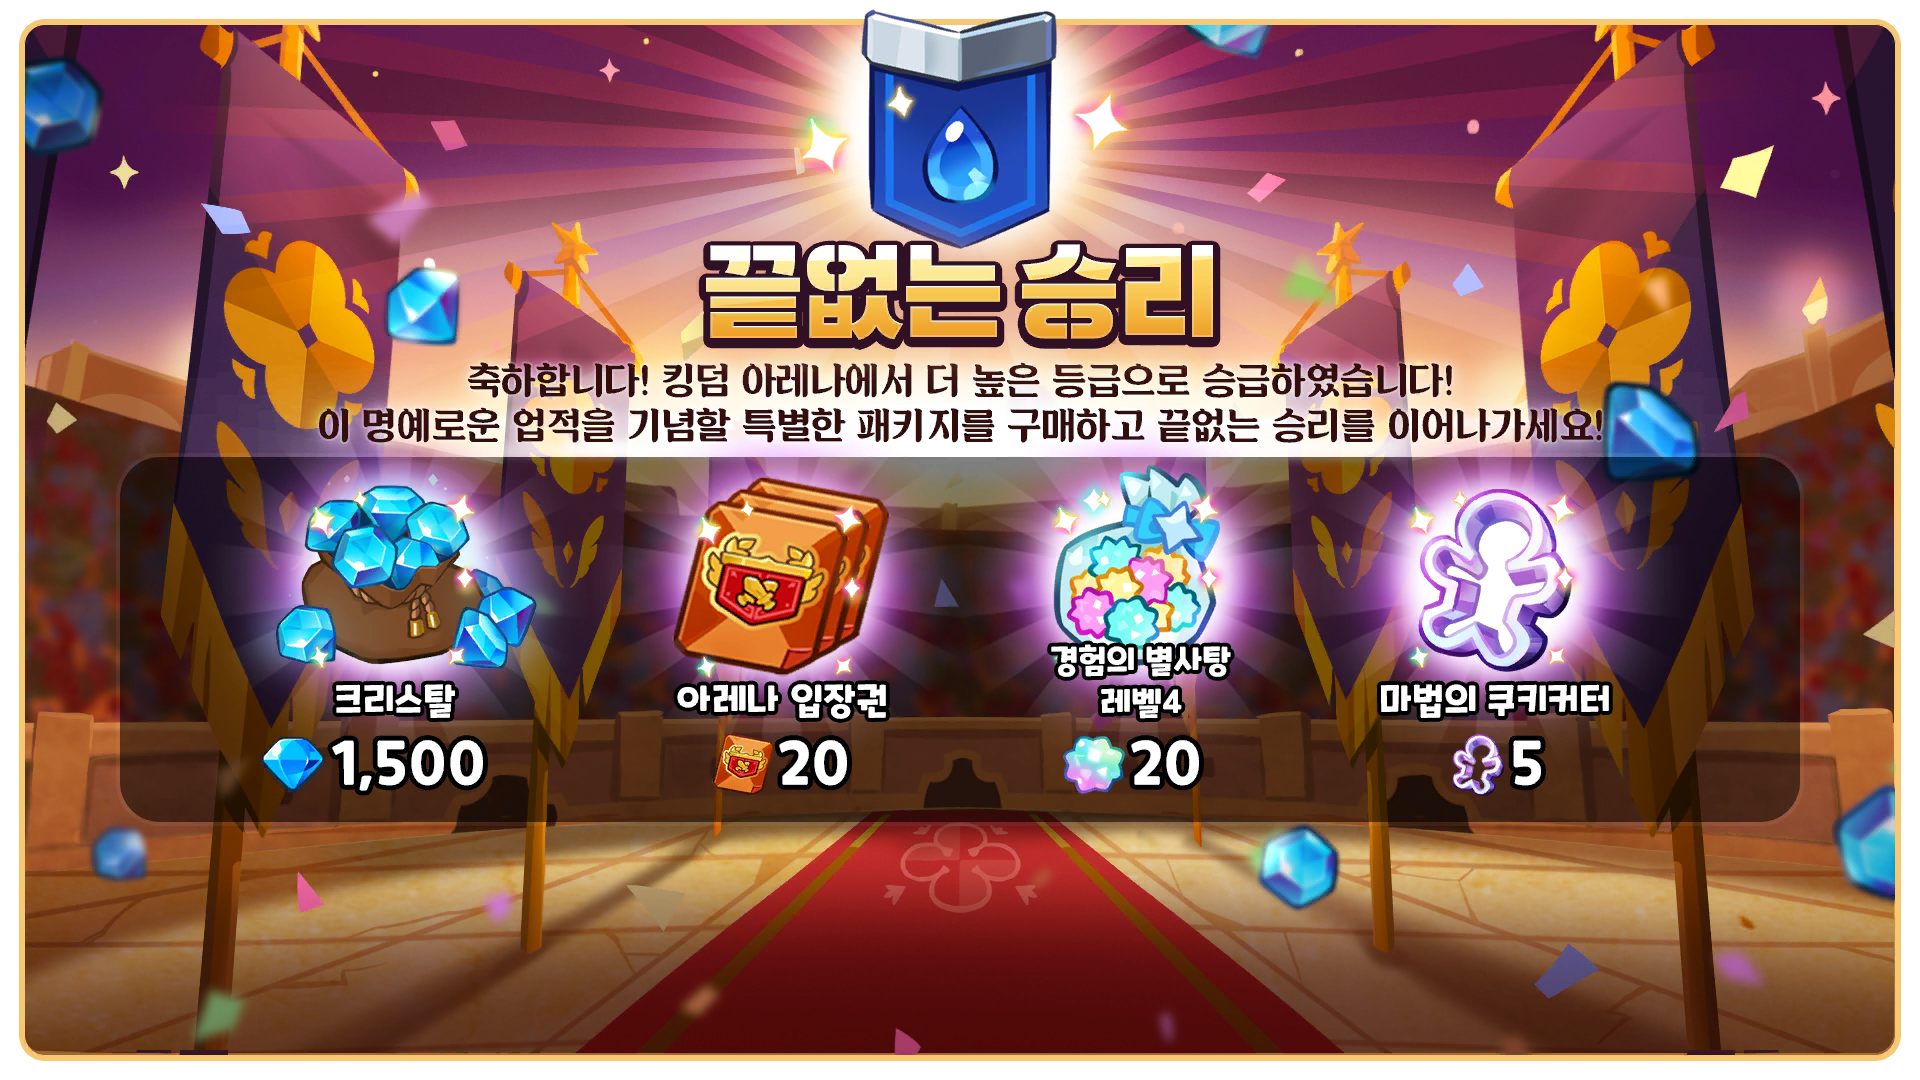 끝없는 승리
축하합니다! 킹덤 아레나에서 더 높은 등급으로 승급하였습니다!
이 명예로운 업적을 기념할 특별한 패키지를 구매하고 끝없는 승리를 이어나가세요!
크리스탈
1,500
아레나 입장권
20
경험의 별사탕
레벨4
20
마법의 쿠키커터
5